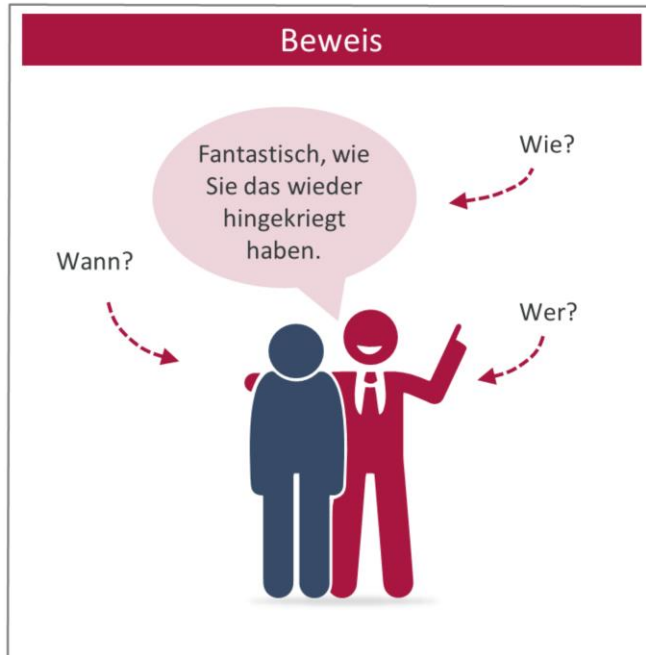 Beweis
Wie?
Fantastisch, wie
Sie das wieder
hingekriegt
haben.
Wann?
Wer?